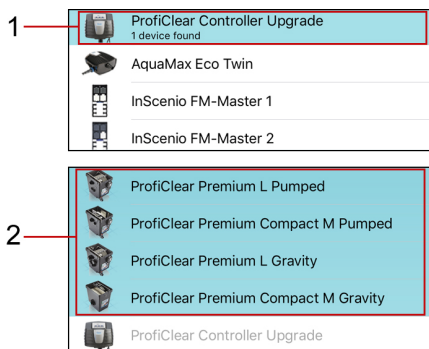 1
ProfiClear Controller Upgrade
1 device found
AquaMax Eco Twin
InScenio FM-Master 1
InScenio FM-Master 2
2
ProfiClear Premium L Pumped
ProfiClear Premium Compact M Pumped
ProfiClear Premium L Gravity
ProfiClear Premium Compact M Gravity
ProfiClear Controller Upgrade